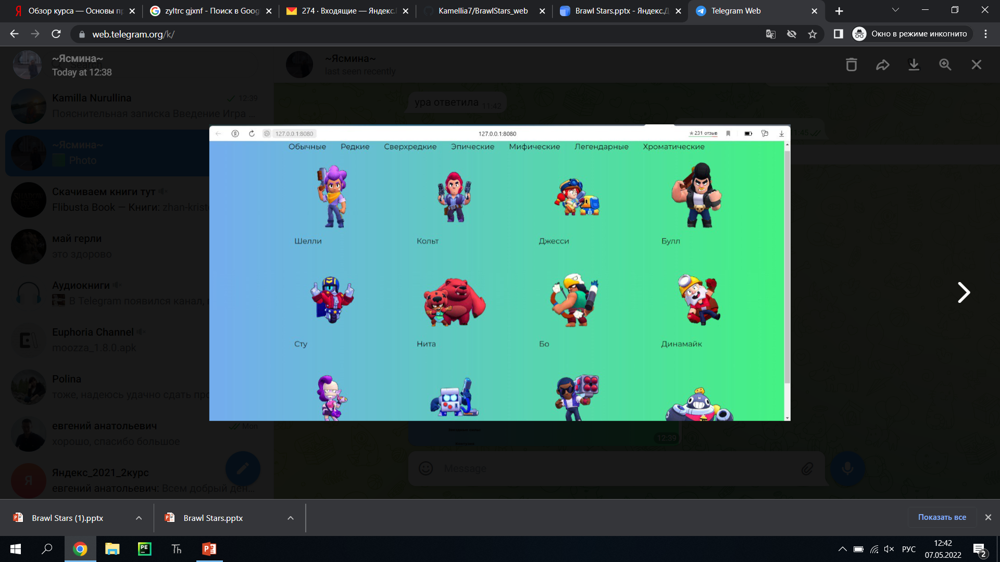 Обзор курса — Основы пр
zyltrc gjxnf - Поиск в Goog
274 · Входящие — Яндекс.
Kamellia7/BrawlStars_web
Brawl Stars.pptx - Яндекс.Д
Telegram Web
web.telegram.org/k/
Окно в режиме инкогнито
~Ясмина~
Today at 12:38
~Ясмина~
last seen recently
Kamilla Nurullina
12:39
Пояснительная записка Введение Игра ...
~Ясмина~
Photo
Скачиваем книги тут
Flibusta Book — Книги: zhan-krist
май герли
это здорово
Аудиокниги
В Telegram появился канал,
Euphoria Channel
moozza_1.8.0.apk
Polina
тоже, надеюсь удачно сдать про
евгений анатольевич
Mon
хорошо, спасибо большое
Яндекс_2021_2курс
евгений анатольевич: Всем добрый ден...
Я
ура ответила 11:42
11:45
127.0.0.1:8080
127.0.0.1:8080
231 отзыв
Обычные Редкие Сверхредкие Эпические Мифические Легендарные Хроматические
Шелли Кольт Джесси Булл
Сту Нита Бо Динамайк
12:39
Message
Brawl Stars (1).pptx
Brawl Stars.pptx
Показать все
РУС
12:42
07.05.2022
2